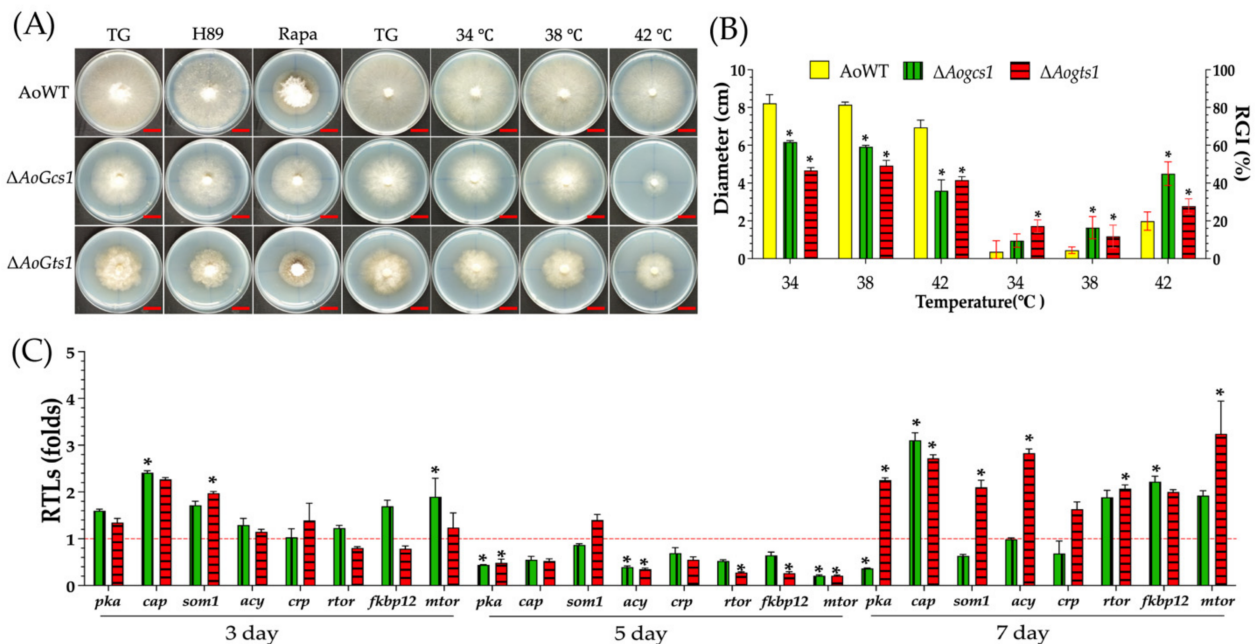 (A)
TG H89 Rapa TG 34 ℃ 38 ℃ 42 ℃
AoWT
ΔAoGcs1
ΔAoGts1
(B)
AoWT ΔAogcs1 ΔAogts1
Diameter (cm)
10
8
6
4
2
0
RGI (%)
100
80
60
40
20
0
* * * * * * * * * * *
34 38 42 34 38 42
Temperature(℃ )
(C)
RTLs (folds)
5
4
3
2
1
0
* * * * * * * * * * * * * * * * * * *
pka cap som1 acy crp rtor fkbp12 mtor pka cap som1 acy crp rtor fkbp12 mtor pka cap som1 acy crp rtor fkbp12 mtor
3 day 5 day 7 day